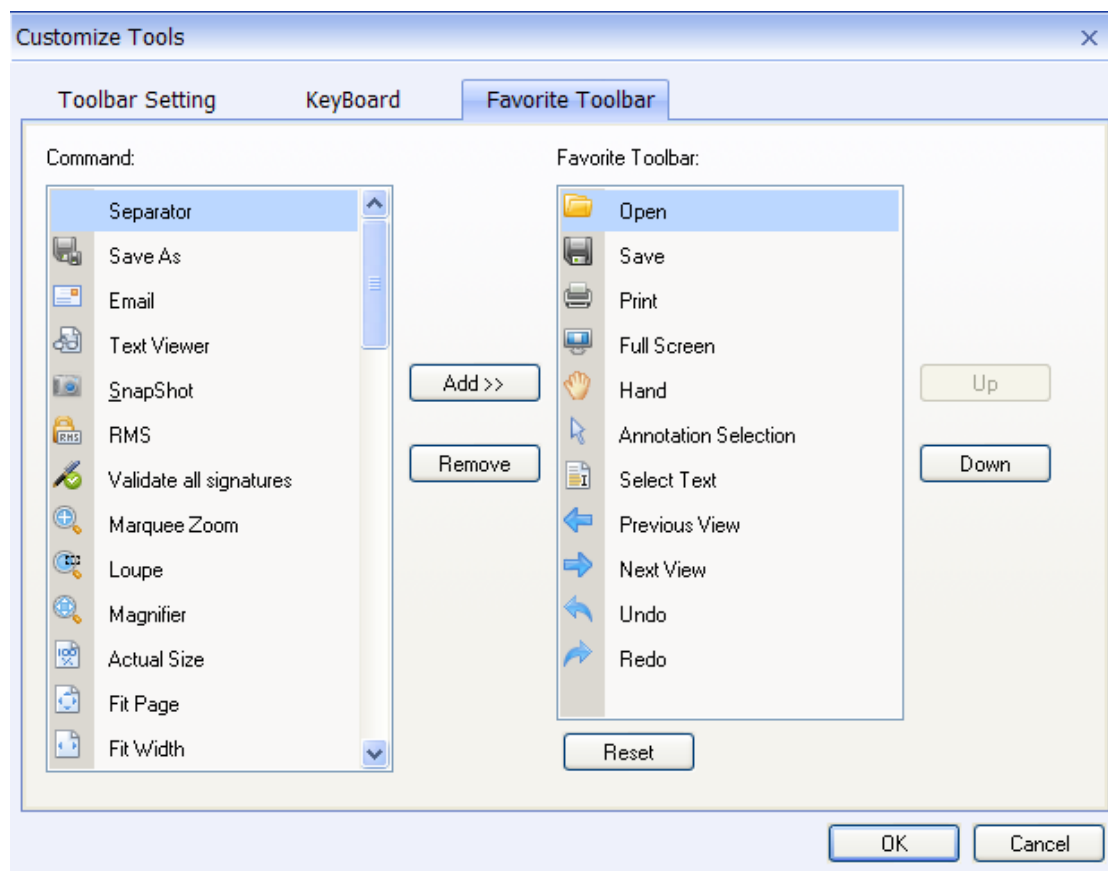 Customize Tools
Toolbar Setting
KeyBoard
Favorite Toolbar
Command:
Separator
Save As
Email
Text Viewer
SnapShot
RMS
Validate all signatures
Marquee Zoom
Loupe
Magnifier
Actual Size
Fit Page
Fit Width
Add >>
Remove
Favorite Toolbar:
Open
Save
Print
Full Screen
Hand
Annotation Selection
Select Text
Previous View
Next View
Undo
Redo
Reset
Up
Down
OK
Cancel